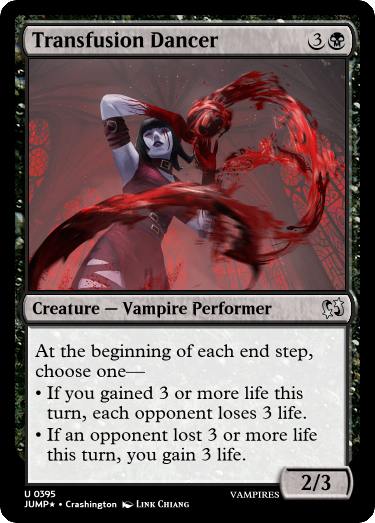 Transfusion Dancer 3
Creature — Vampire Performer
At the beginning of each end step,
choose one—
• If you gained 3 or more life this
turn, each opponent loses 3 life.
• If an opponent lost 3 or more life
this turn, you gain 3 life.
2/3
U 0395
JUMP★ • Crashington Link Chiang
VAMPIRES